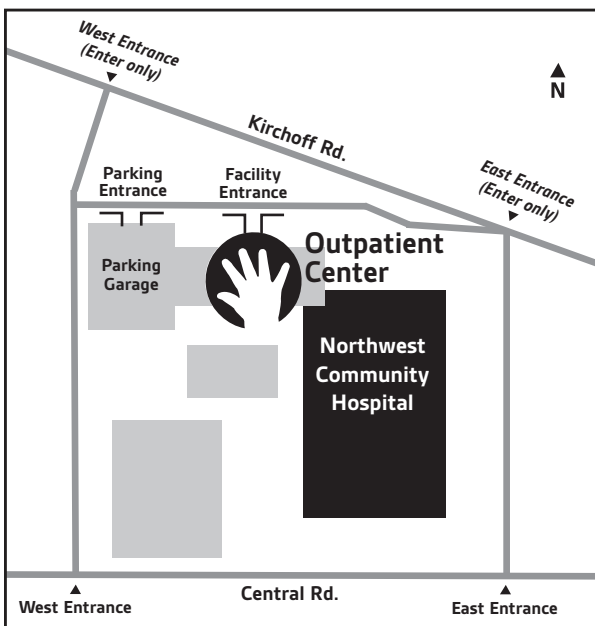 West Entrance
(Enter only)
N
Kirchoff Rd.
Parking
Entrance
Facility
Entrance
East Entrance
(Enter only)
Outpatient
Center
Parking
Garage
Northwest
Community
Hospital
Central Rd.
West Entrance
East Entrance